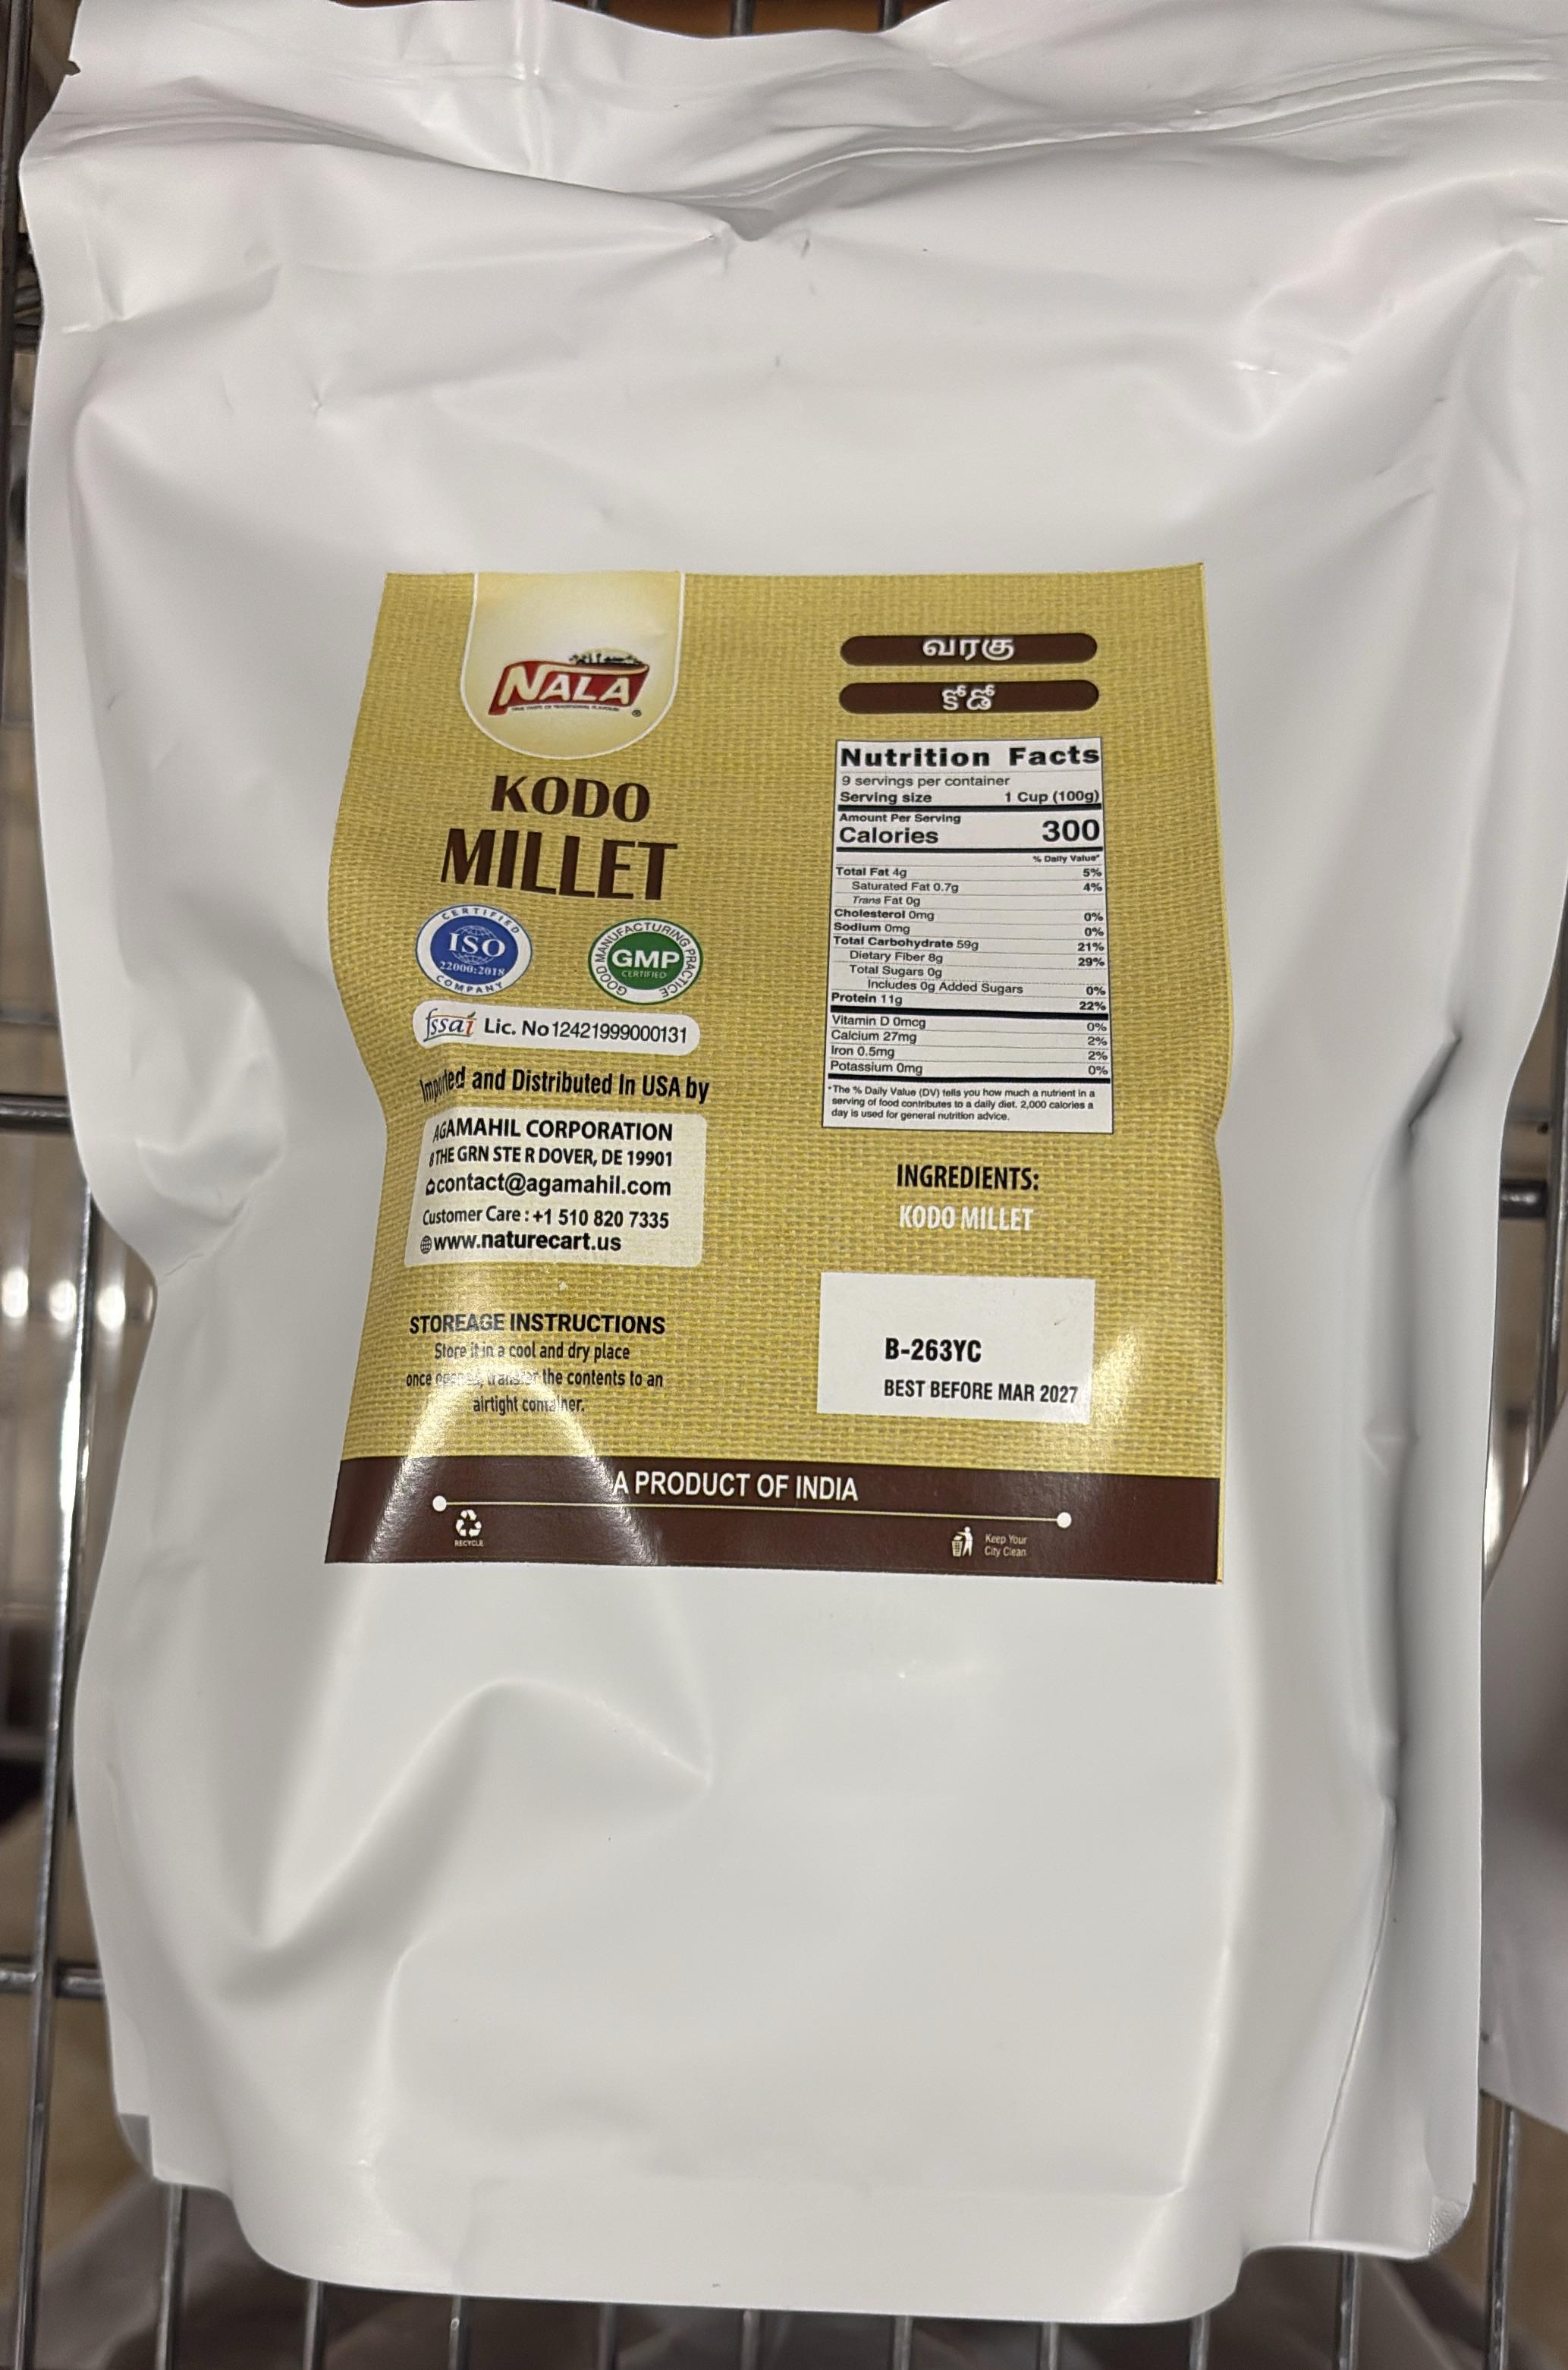 NALA
®
KODO
MILLET
CERTIFIED
ISO
22000:2018
COMPANY
GOOD MANUFACTURING PRACTICE
GMP
CERTIFIED
fssai Lic. No 12421999000131
Imported and Distributed In USA by
AGAMAHIL CORPORATION
8 THE GRN STE R DOVER, DE 19901
contact@agamahil.com
Customer Care : +1 510 820 7335
www.naturecart.us
STOREAGE INSTRUCTIONS
Store it in a cool and dry place
once opened, transfer the contents to an
airtight container.
வரகு
కోడో
Nutrition Facts
9 servings per container
Serving size 1 Cup (100g)
Amount Per Serving
Calories 300
% Daily Value*
Total Fat 4g 5%
Saturated Fat 0.7g 4%
Trans Fat 0g
Cholesterol 0mg 0%
Sodium 0mg 0%
Total Carbohydrate 59g 21%
Dietary Fiber 8g 29%
Total Sugars 0g
Includes 0g Added Sugars 0%
Protein 11g 22%
Vitamin D 0mcg 0%
Calcium 27mg 2%
Iron 0.5mg 2%
Potassium 0mg 0%
*The % Daily Value (DV) tells you how much a nutrient in a
serving of food contributes to a daily diet. 2,000 calories a
day is used for general nutrition advice.
INGREDIENTS:
KODO MILLET
B-263YC
BEST BEFORE MAR 2027
A PRODUCT OF INDIA
RECYCLE
Keep Your
City Clean